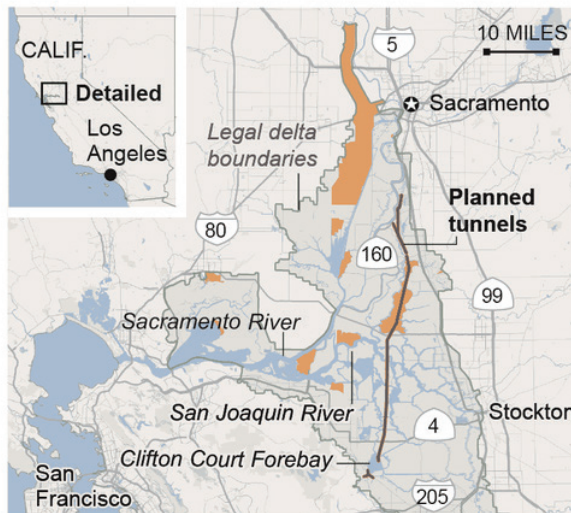 CALIF.
Detailed
Los
Angeles
5
10 MILES
Sacramento
Legal delta
boundaries
Planned
tunnels
80
160
99
Sacramento River
San Joaquin River
Stockton
4
Clifton Court Forebay
San
Francisco
205